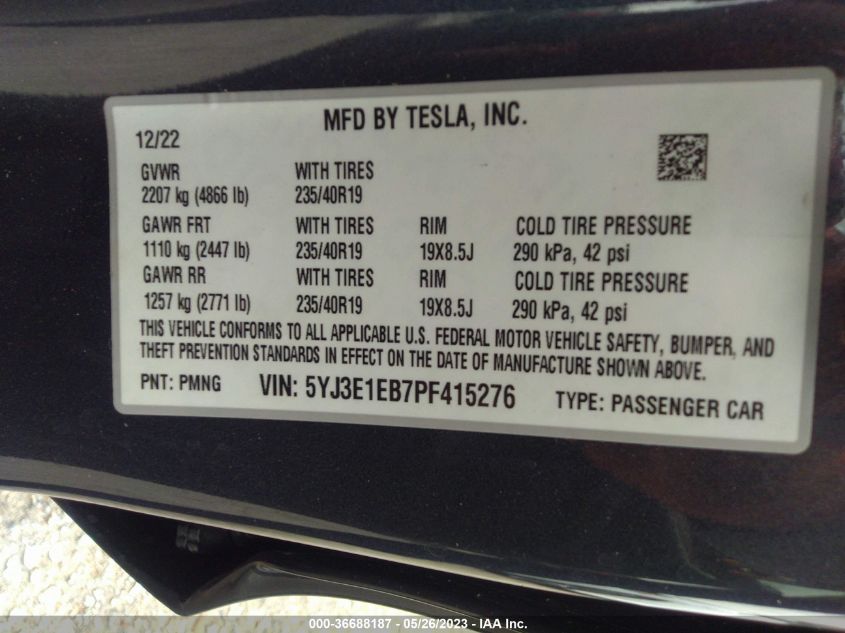 MFD BY TESLA, INC.
12/22
GVWR WITH TIRES
2207 kg (4866 lb) 235/40R19
GAWR FRT WITH TIRES RIM COLD TIRE PRESSURE
1110 kg (2447 lb) 235/40R19 19X8.5J 290 kPa, 42 psi
GAWR RR WITH TIRES RIM COLD TIRE PRESSURE
1257 kg (2771 lb) 235/40R19 19X8.5J 290 kPa, 42 psi
THIS VEHICLE CONFORMS TO ALL APPLICABLE U.S. FEDERAL MOTOR VEHICLE SAFETY, BUMPER, AND
THEFT PREVENTION STANDARDS IN EFFECT ON THE DATE OF MANUFACTURE SHOWN ABOVE.
PNT: PMNG VIN: 5YJ3E1EB7PF415276 TYPE: PASSENGER CAR
000-36688187 - 05/26/2023 - IAA Inc.